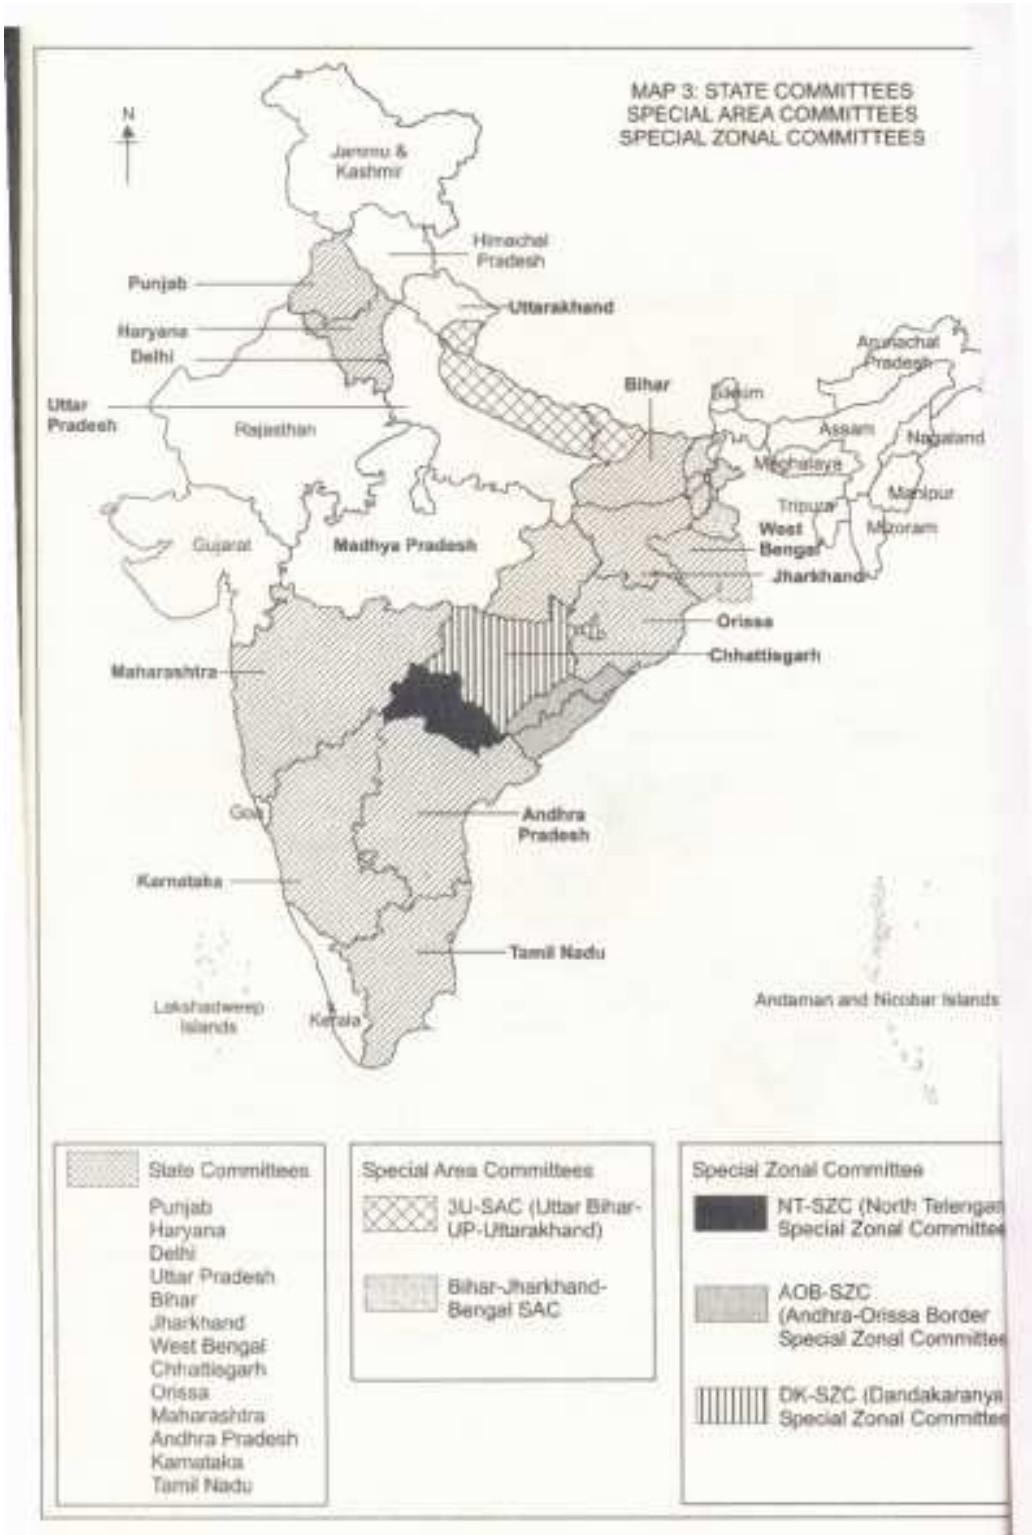 MAP 3: STATE COMMITTEES
SPECIAL AREA COMMITTEES
SPECIAL ZONAL COMMITTEES
N
Jammu &
Kashmir
Himachal
Pradesh
Punjab
Uttarakhand
Haryana
Delhi
Arunachal
Pradesh
Bihar
Sikkim
Uttar
Pradesh
Rajasthan
Assam
Nagaland
Meghalaya
Manipur
Tripura
Mizoram
West
Bengal
Gujarat
Madhya Pradesh
Jharkhand
Orissa
Chhattisgarh
Maharashtra
Goa
Andhra
Pradesh
Karnataka
Tamil Nadu
Lakshadweep
Islands
Kerala
Andaman and Nicobar Islands
State Committees
Punjab
Haryana
Delhi
Uttar Pradesh
Bihar
Jharkhand
West Bengal
Chhattisgarh
Orissa
Maharashtra
Andhra Pradesh
Karnataka
Tamil Nadu
Special Area Committees
3U-SAC (Uttar Bihar-
UP-Uttarakhand)
Bihar-Jharkhand-
Bengal SAC
Special Zonal Committee
NT-SZC (North Telengan
Special Zonal Committee
AOB-SZC
(Andhra-Orissa Border
Special Zonal Committee
DK-SZC (Dandakaranya
Special Zonal Committee